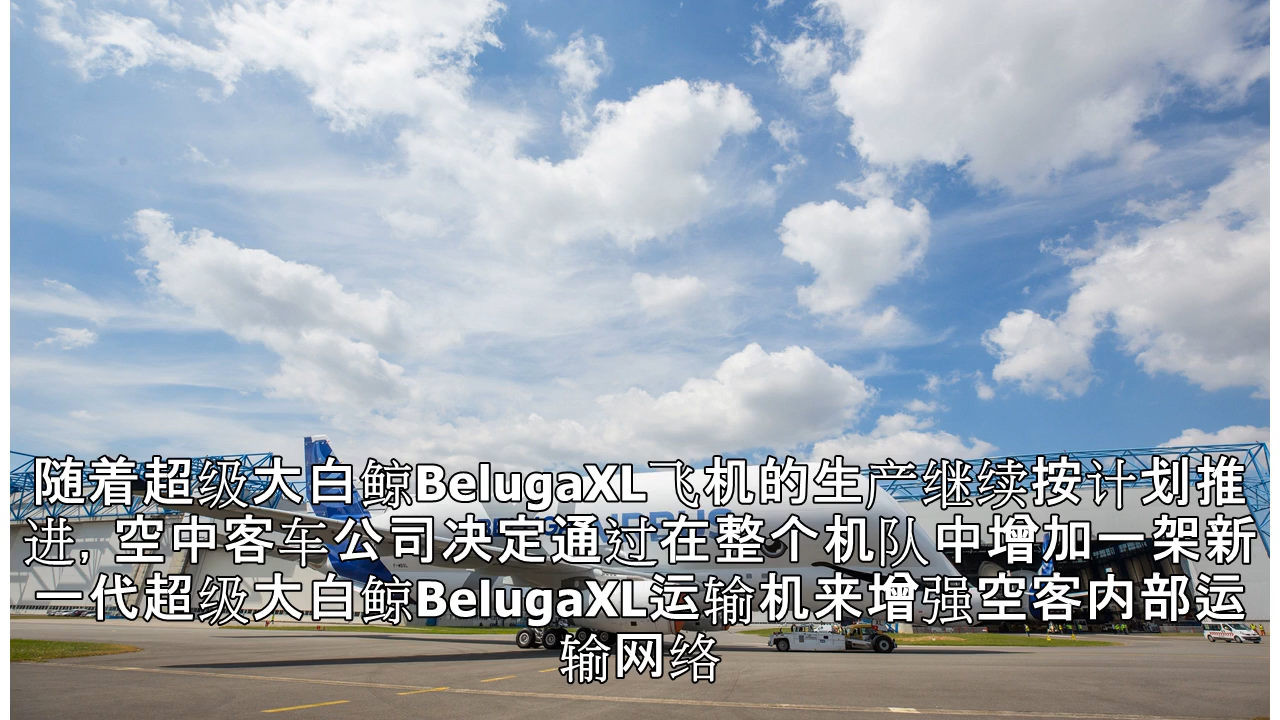 随着超级大白鲸BelugaXL飞机的生产继续按计划推
进, 空中客车公司决定通过在整个机队中增加一架新
一代超级大白鲸BelugaXL运输机来增强空客内部运
输网络